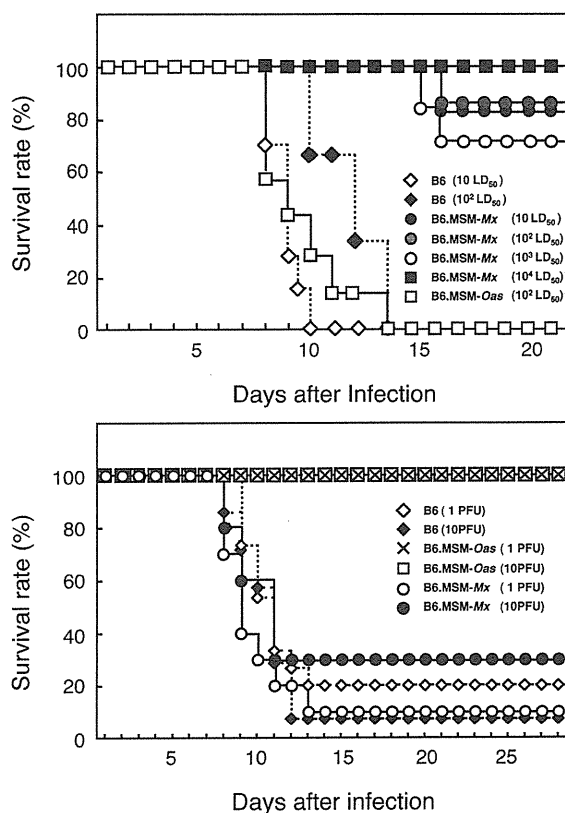 Survival rate (%)
100
80
60
40
20
0
B6 (10 LD50)
B6 (10² LD50)
B6.MSM-Mx (10 LD50)
B6.MSM-Mx (10² LD50)
B6.MSM-Mx (10³ LD50)
B6.MSM-Mx (10⁴ LD50)
B6.MSM-Oas (10² LD50)
5 10 15 20
Days after Infection
Survival rate (%)
100
80
60
40
20
0
B6 ( 1 PFU)
B6 (10PFU)
B6.MSM-Oas ( 1 PFU)
B6.MSM-Oas (10PFU)
B6.MSM-Mx ( 1 PFU)
B6.MSM-Mx (10PFU)
5 10 15 20 25
Days after infection